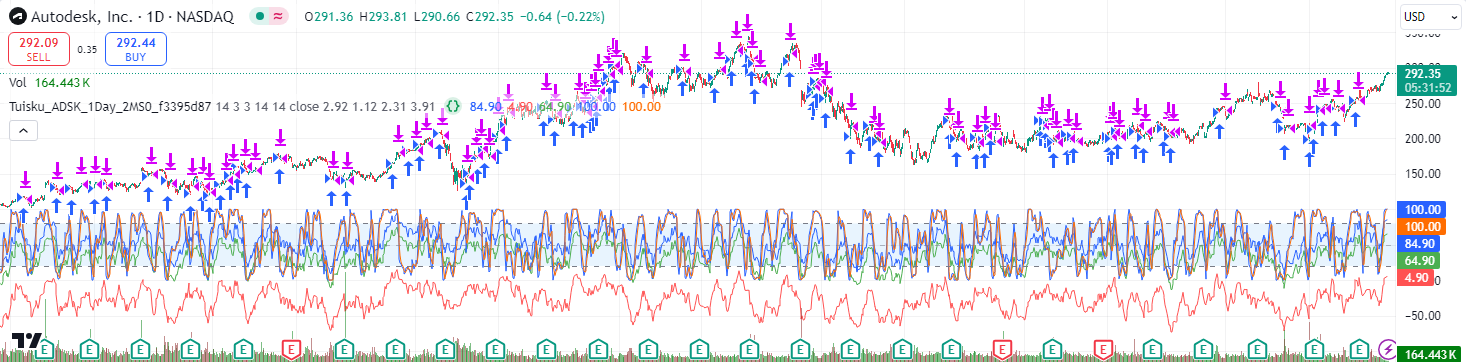 Autodesk, Inc. · 1D · NASDAQ O291.36 H293.81 L290.66 C292.35 −0.64 (−0.22%)
USD
292.09 0.35 292.44
SELL BUY
292.35
05:31:52
Vol 164.443 K
Tuisku_ADSK_1Day_2MS0_f3395d87 14 3 3 14 14 close 2.92 1.12 2.31 3.91 {} 84.90 4.90 64.90 100.00 100.00
250.00
200.00
150.00
100.00
100.00
84.90
64.90
4.90
−50.00
E E E E E E E E E E E E E E E E E E E E E E E E E E E E
164.443 K